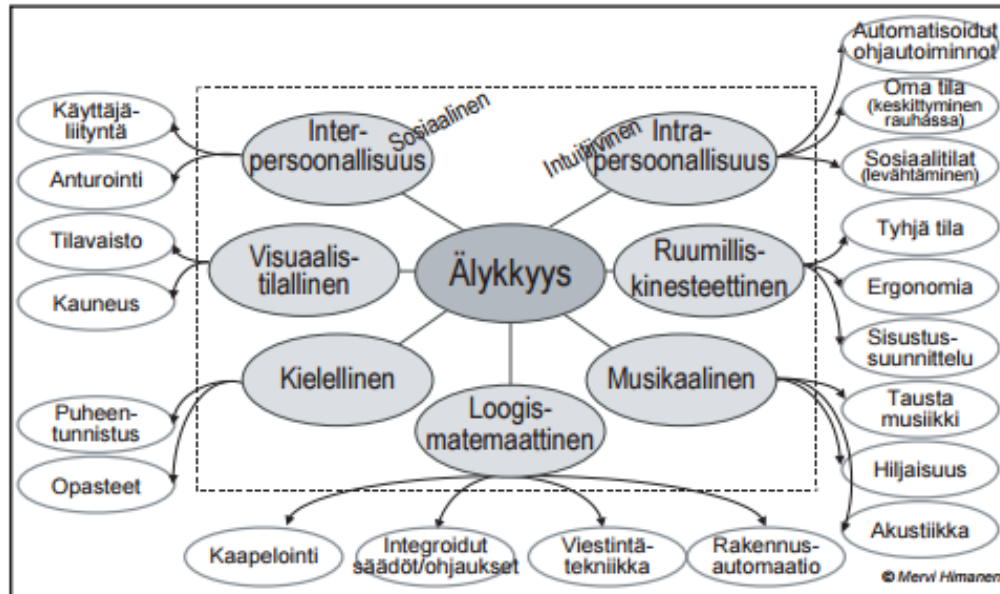 Automatisoidut
ohjautoiminnot
Oma tila
(keskittyminen
rauhassa)
Sosiaalitilat
(levähtäminen)
Käyttäjä-
liityntä
Anturointi
Inter-
persoonallisuus
Sosiaalinen
Intuitiivinen
Intra-
persoonallisuus
Tilavaisto
Kauneus
Visuaalis-
tilallinen
Älykkyys
Ruumillis-
kinesteettinen
Tyhjä tila
Ergonomia
Sisustus-
suunnittelu
Kielellinen
Loogis-
matemaattinen
Musikaalinen
Puheen-
tunnistus
Opasteet
Tausta
musiikki
Hiljaisuus
Akustiikka
Kaapelointi
Integroidut
säädöt/ohjaukset
Viestintä-
tekniikka
Rakennus-
automaatio
© Mervi Himanen